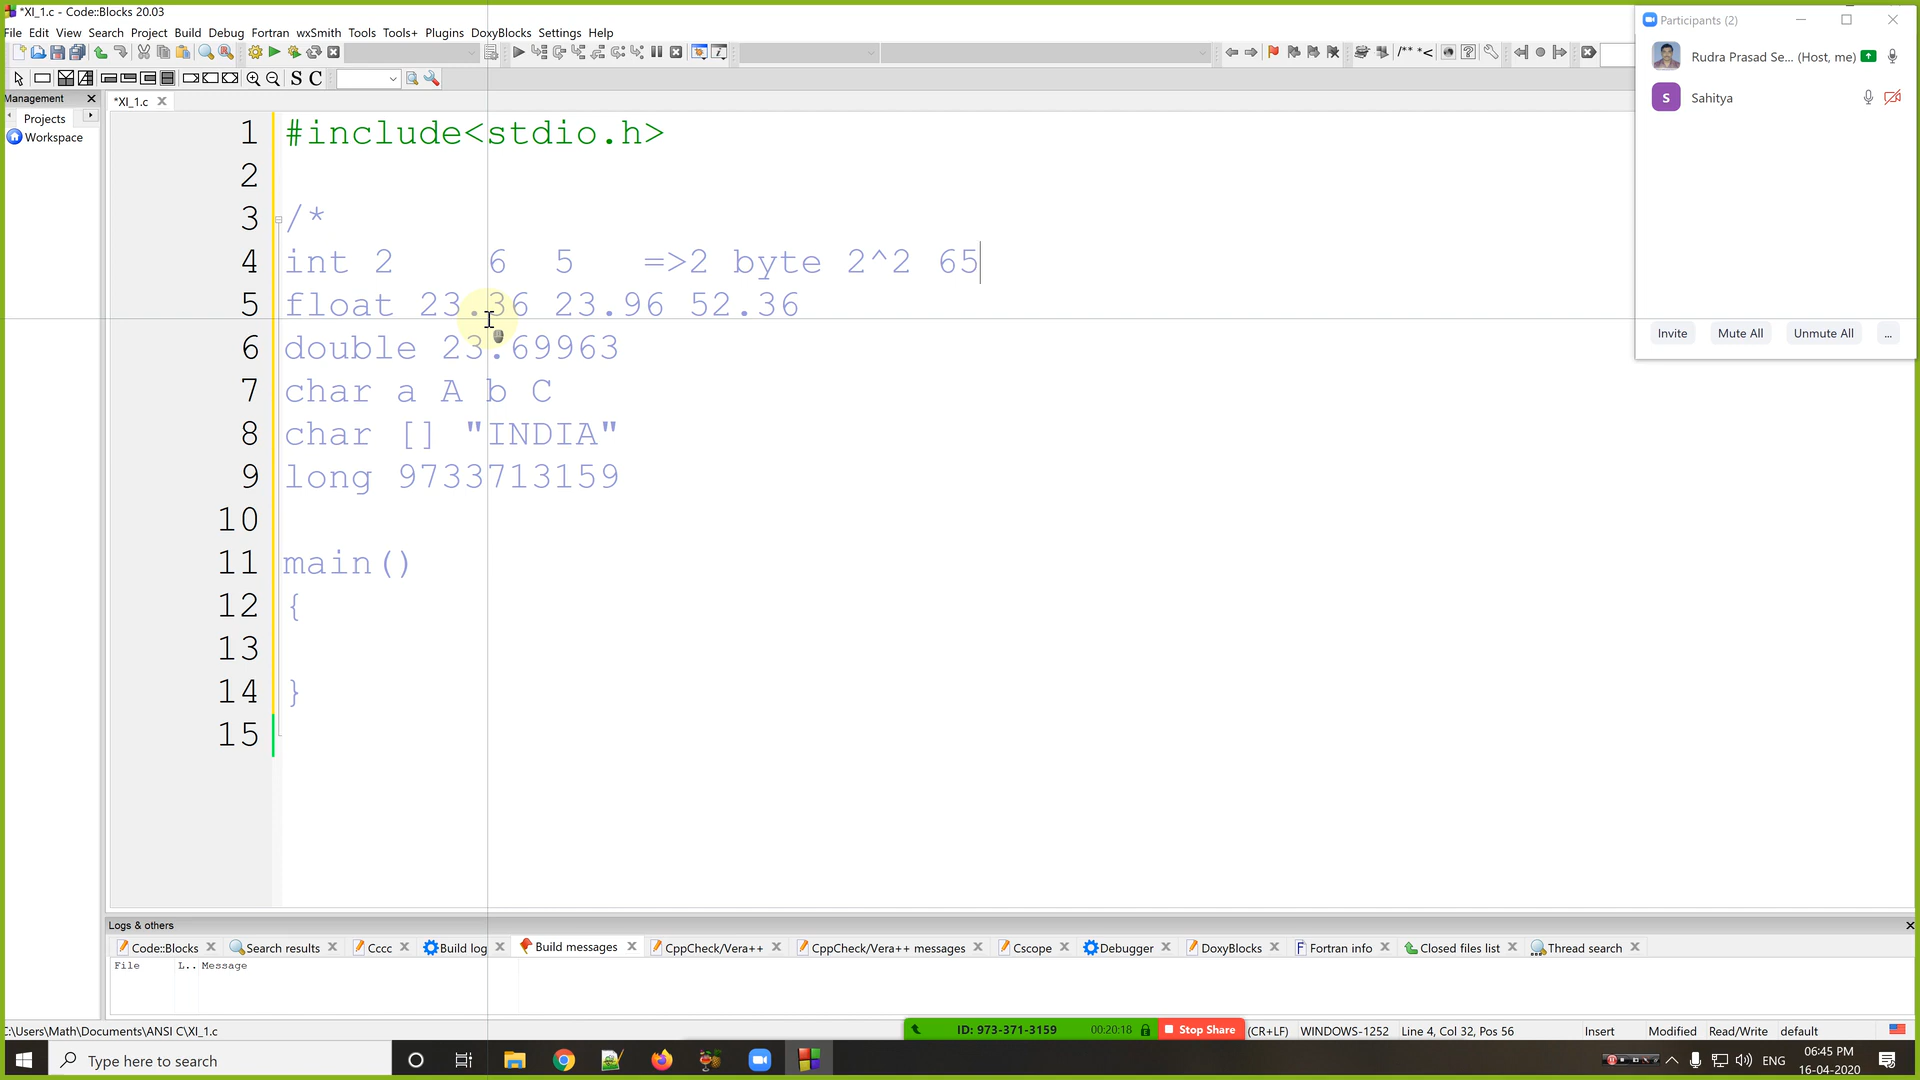 *XI_1.c - Code::Blocks 20.03
File Edit View Search Project Build Debug Fortran wxSmith Tools Tools+ Plugins DoxyBlocks Settings Help
/** *<
S C
Management
*XI_1.c
Projects
Workspace
1 #include<stdio.h>
2
3 /*
4 int 2 6 5 =>2 byte 2^2 65
5 float 23.36 23.96 52.36
6 double 23.69963
7 char a A b C
8 char [] "INDIA"
9 long 9733713159
10
11 main()
12 {
13
14 }
15
Participants (2)
Rudra Prasad Se... (Host, me)
S Sahitya
Invite Mute All Unmute All ...
Logs & others
Code::Blocks Search results Cccc Build log Build messages CppCheck/Vera++ CppCheck/Vera++ messages Cscope Debugger DoxyBlocks Fortran info Closed files list Thread search
File L.. Message
C:\Users\Math\Documents\ANSI C\XI_1.c
ID: 973-371-3159 00:20:18 Stop Share
(CR+LF) WINDOWS-1252 Line 4, Col 32, Pos 56 Insert Modified Read/Write default
Type here to search
ENG
06:45 PM
16-04-2020